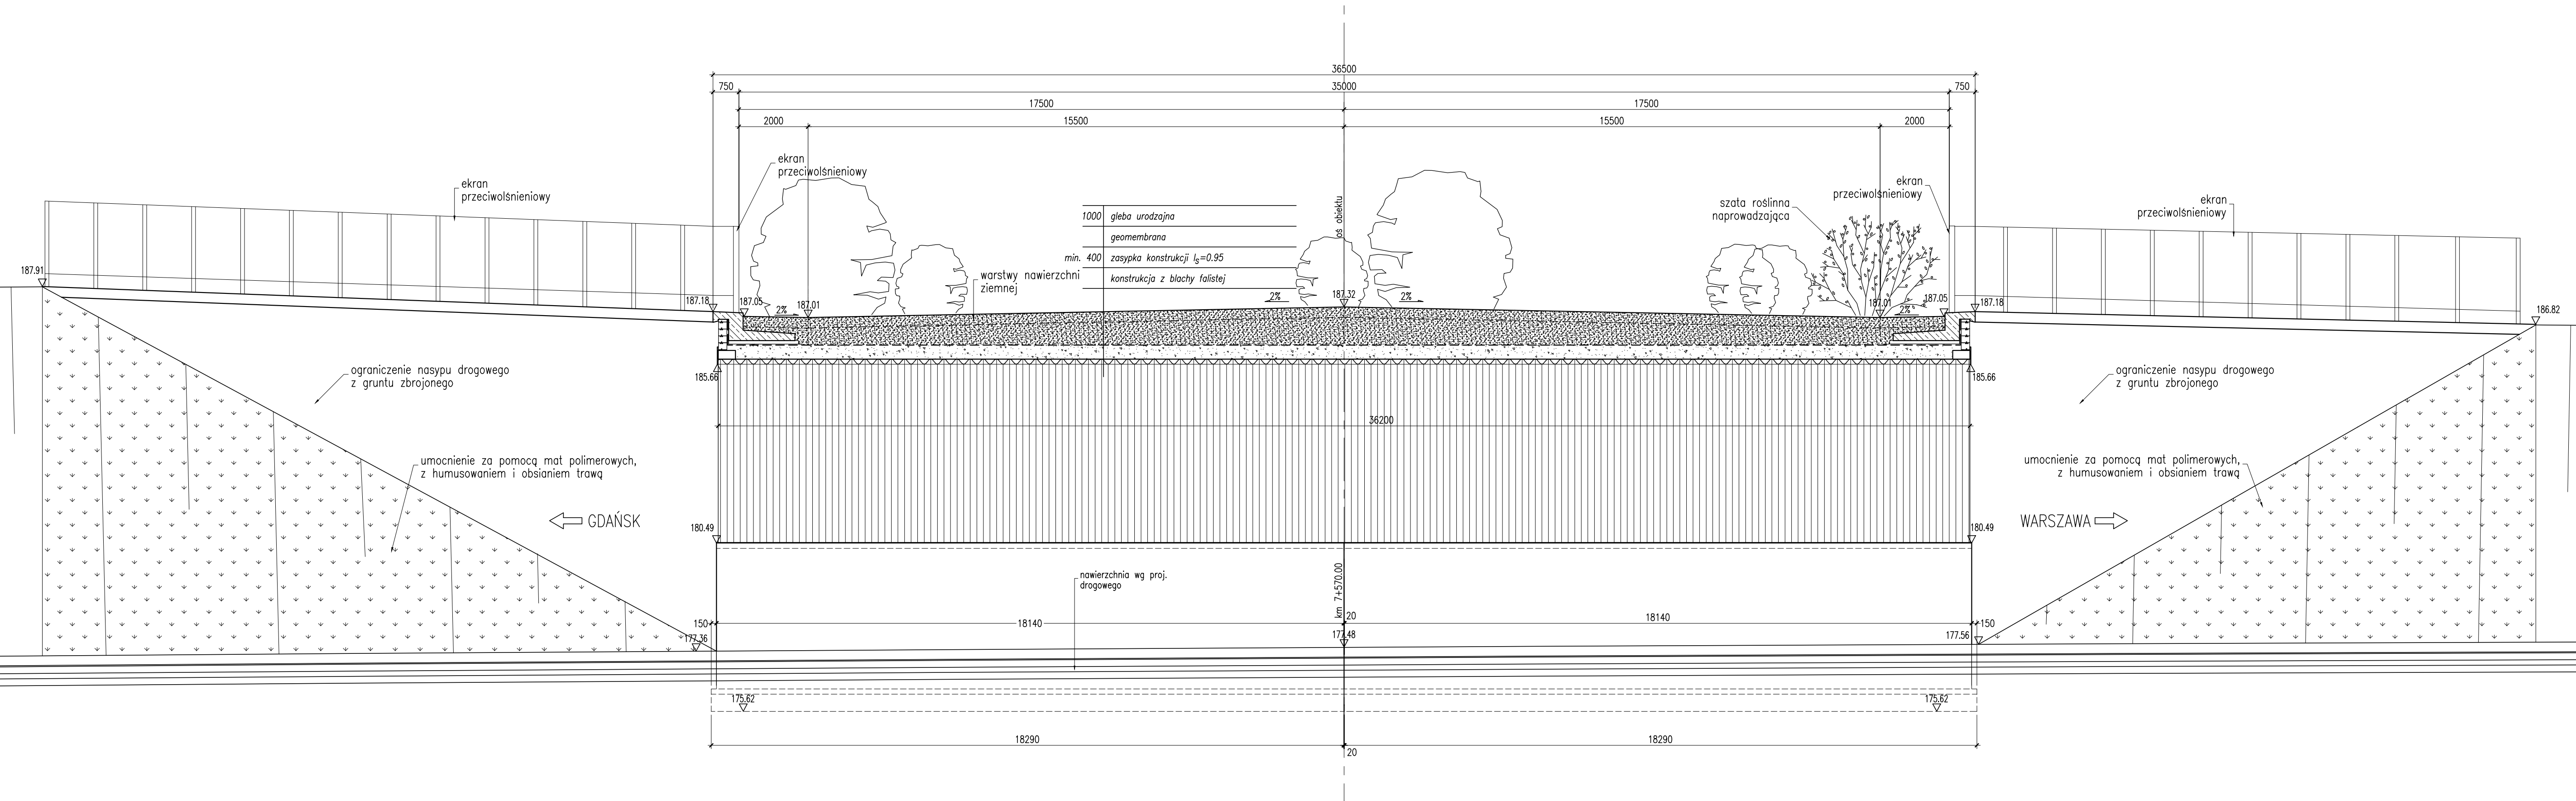 36500
750
35000
750
17500
17500
2000
15500
15500
2000
ekran
przeciwolśnieniowy
ekran
przeciwolśnieniowy
ekran
przeciwolśnieniowy
ekran
przeciwolśnieniowy
szata roślinna
naprowadzająca
oś obiektu
1000 gleba urodzajna
geomembrana
min. 400 zasypka konstrukcji Is=0.95
konstrukcja z blachy falistej
warstwy nawierzchni
ziemnej
187.91
187.18
187.05
2%
187.01
2%
187.32
2%
187.01
2%
187.05
187.18
186.82
185.66
185.66
ograniczenie nasypu drogowego
z gruntu zbrojonego
ograniczenie nasypu drogowego
z gruntu zbrojonego
36200
umocnienie za pomocą mat polimerowych,
z humusowaniem i obsianiem trawą
umocnienie za pomocą mat polimerowych,
z humusowaniem i obsianiem trawą
GDAŃSK
WARSZAWA
180.49
180.49
nawierzchnia wg proj.
drogowego
km 7+570.00
150
18140
20
18140
150
177.36
177.48
177.56
175.62
175.62
18290
18290
20